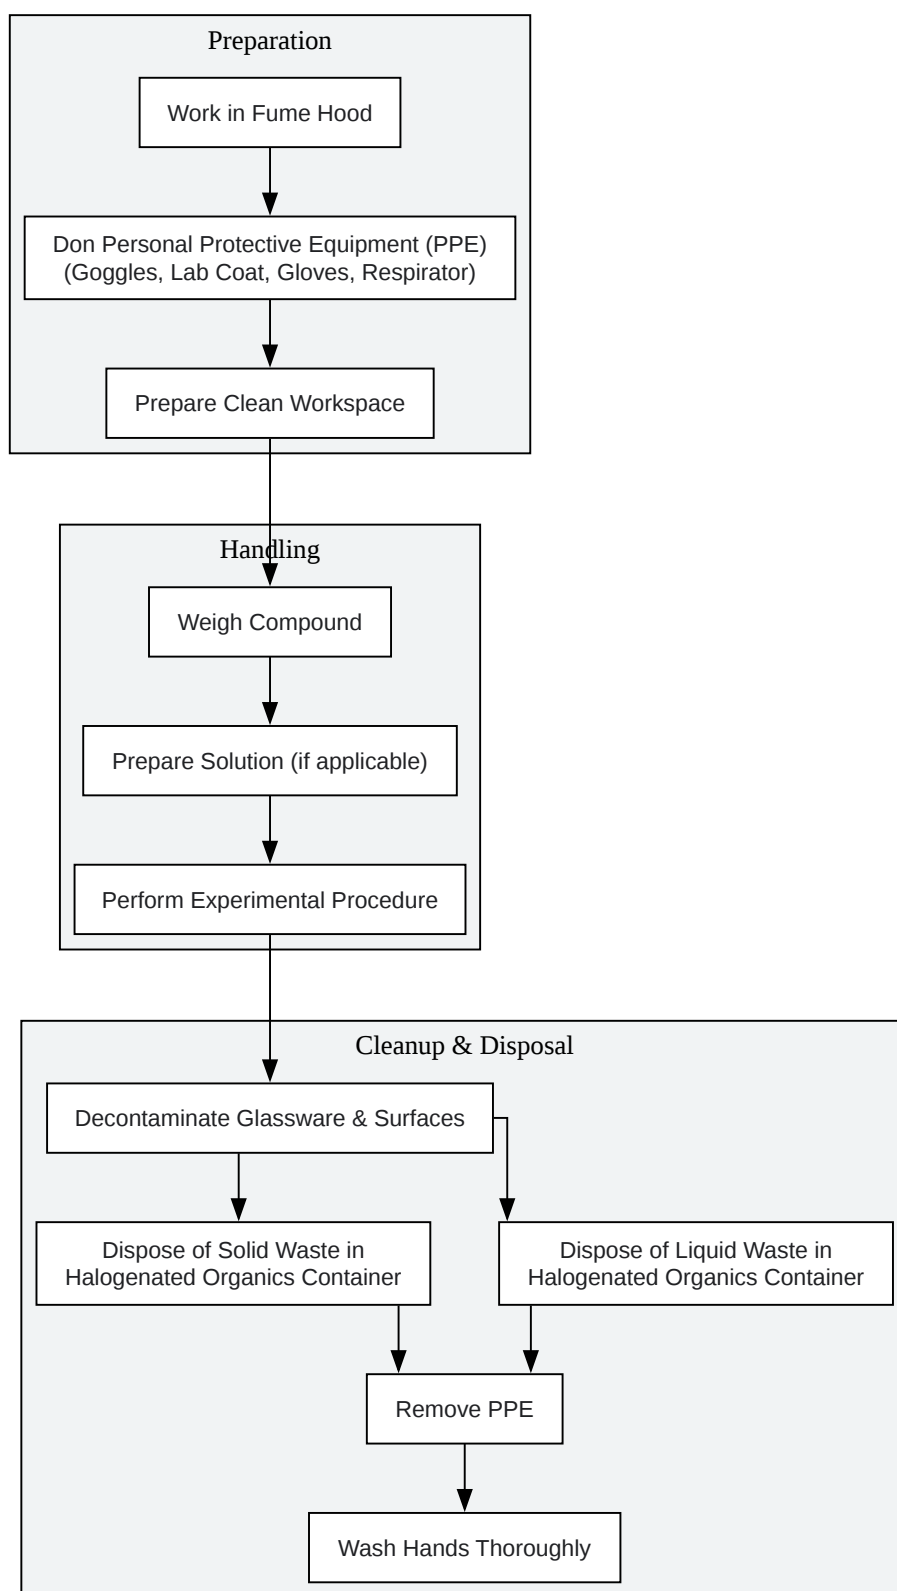 Preparation
Work in Fume Hood
Don Personal Protective Equipment (PPE)
(Goggles, Lab Coat, Gloves, Respirator)
Prepare Clean Workspace
Handling
Weigh Compound
Prepare Solution (if applicable)
Perform Experimental Procedure
Cleanup & Disposal
Decontaminate Glassware & Surfaces
Dispose of Solid Waste in
Halogenated Organics Container
Dispose of Liquid Waste in
Halogenated Organics Container
Remove PPE
Wash Hands Thoroughly